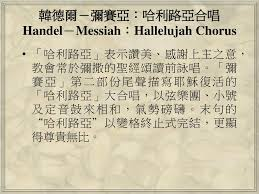 韓德爾－彌賽亞：哈利路亞合唱
Handel－Messiah：Hallelujah Chorus
• 「哈利路亞」表示讚美、感謝上主之意，
教會常於彌撒的聖經頌讀前詠唱。「彌
賽亞」第二部份尾聲描寫耶穌復活的
「哈利路亞」大合唱，以弦樂團、小號
及定音鼓來相和，氣勢磅礡。末句的
“哈利路亞”以變格終止式完結，更顯
得尊貴無比。